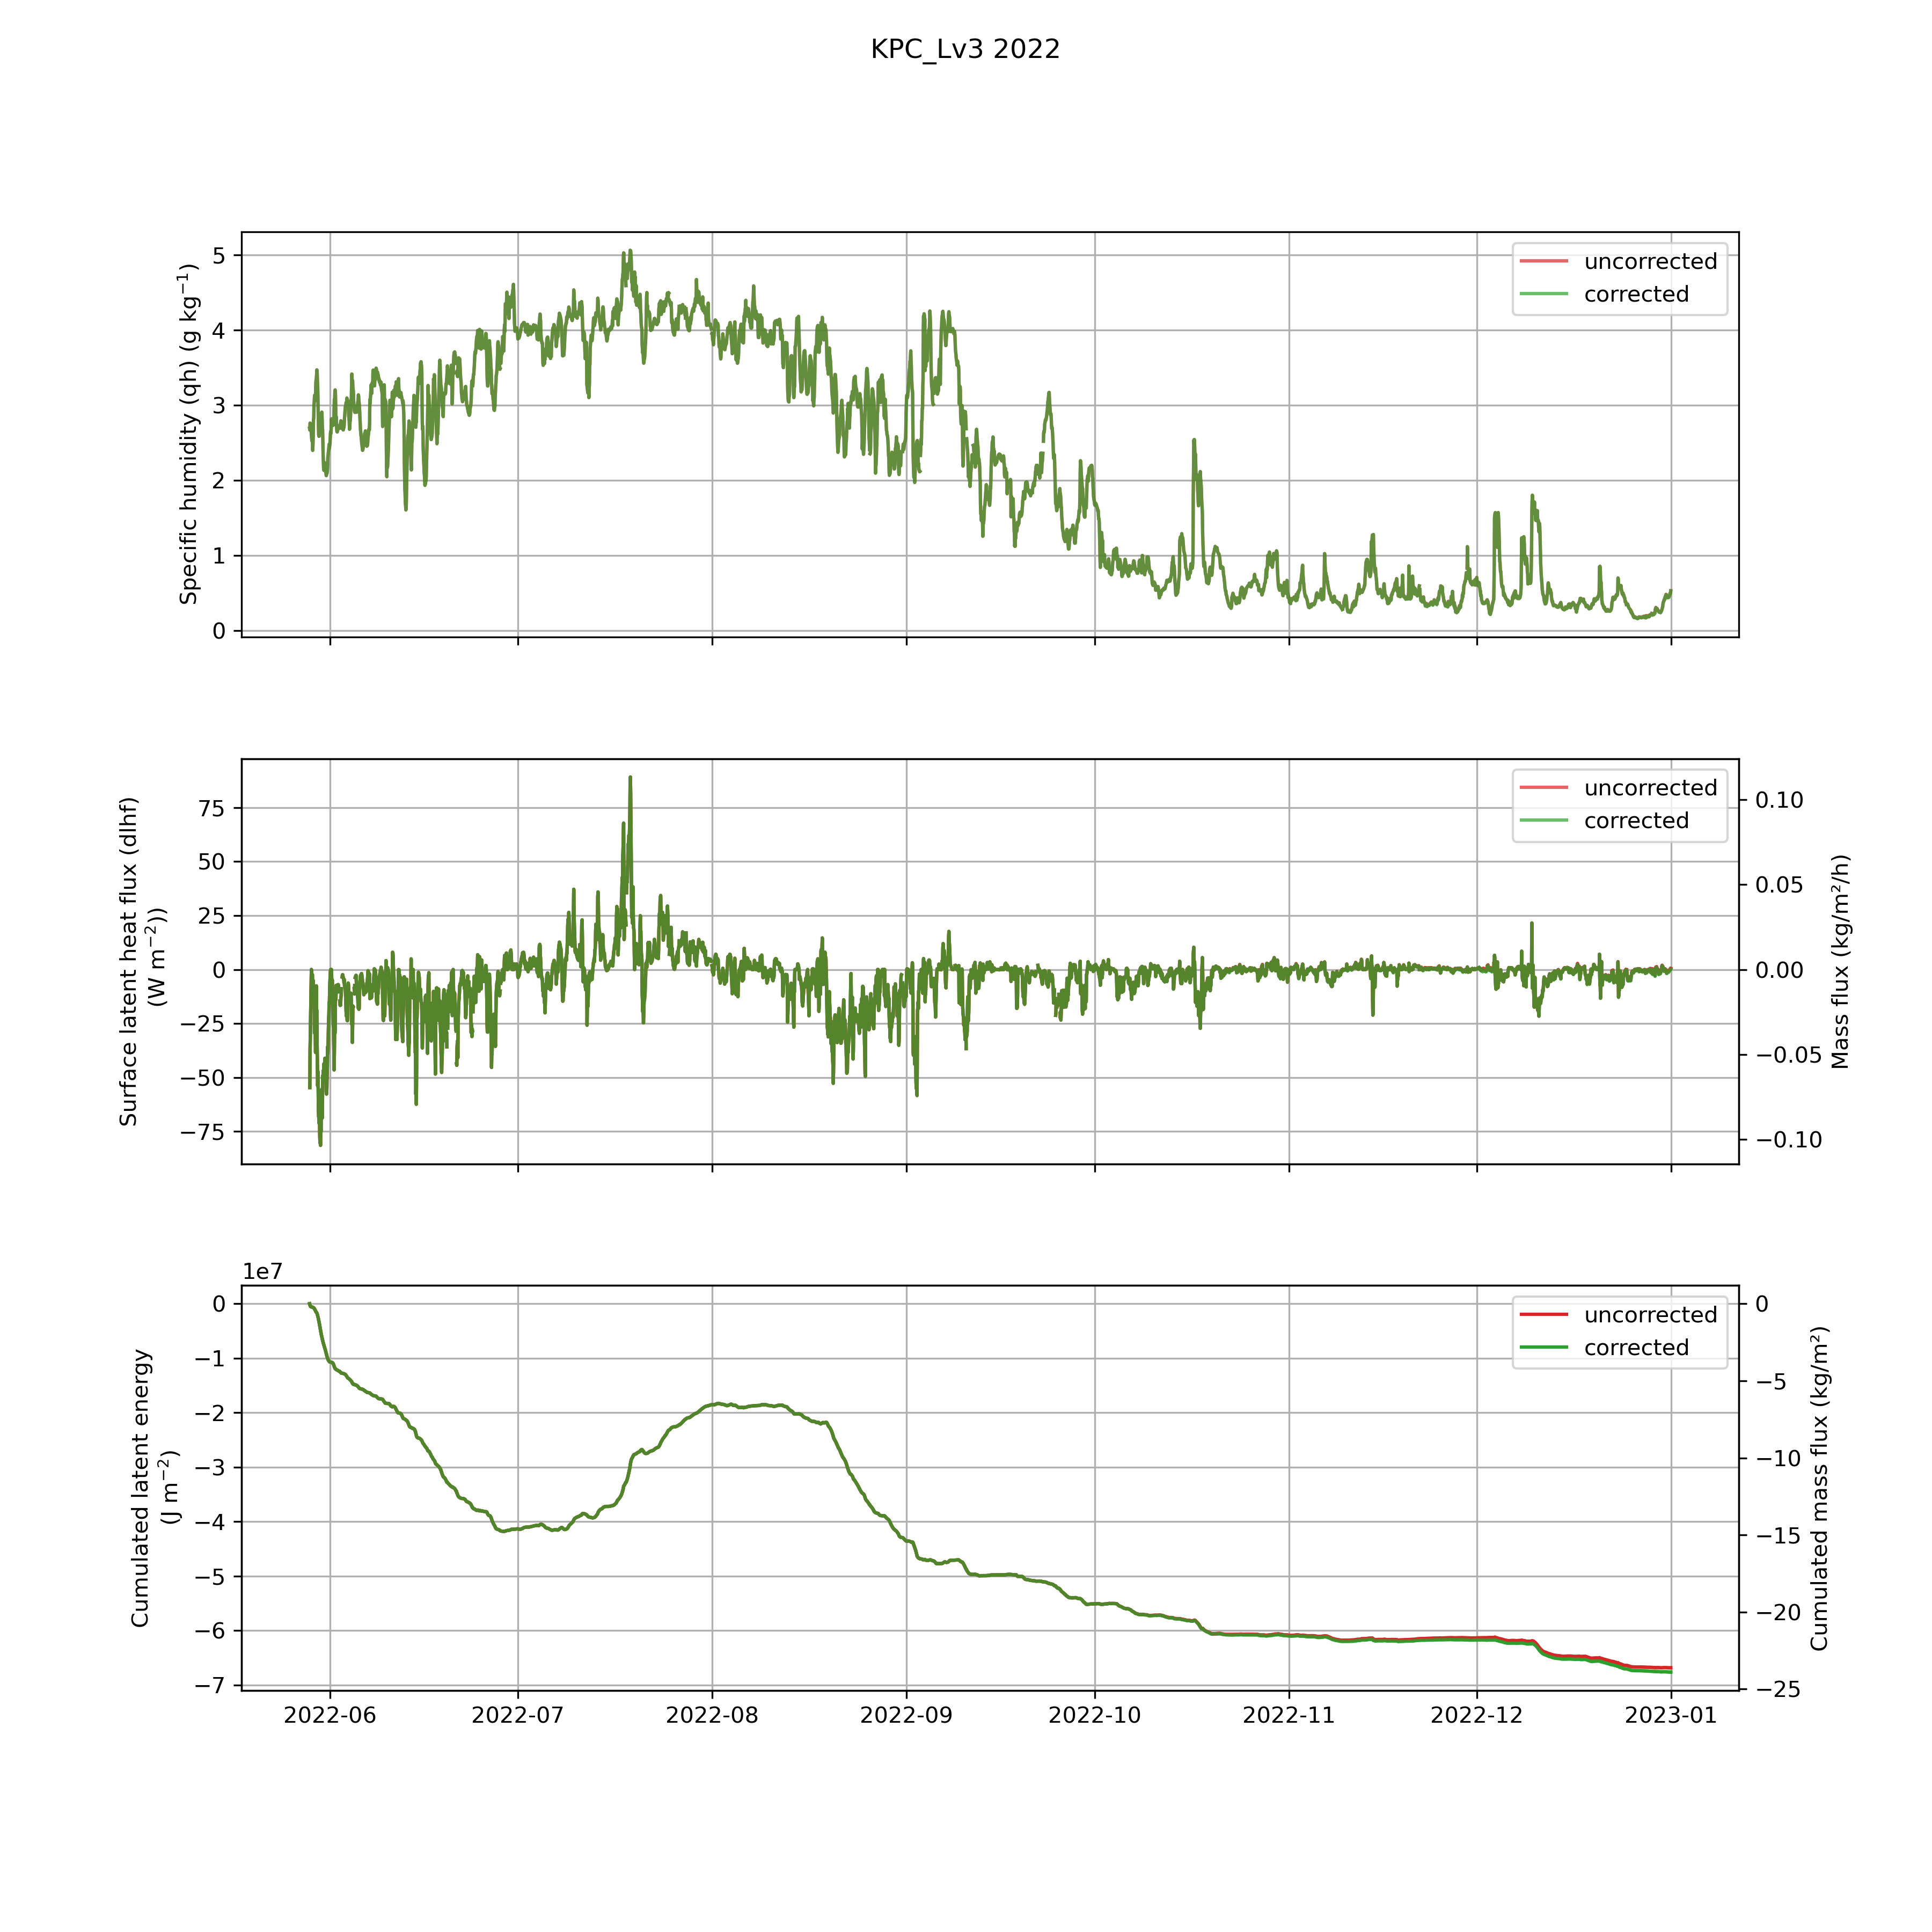 KPC_Lv3 2022
Specific humidity (qh) (g kg⁻¹)
5
4
3
2
1
0
uncorrected
corrected
Surface latent heat flux (dlhf)
(W m⁻²))
75
50
25
0
−25
−50
−75
uncorrected
corrected
0.10
0.05
0.00
−0.05
−0.10
Mass flux (kg/m²/h)
1e7
Cumulated latent energy
(J m⁻²)
0
−1
−2
−3
−4
−5
−6
−7
uncorrected
corrected
0
−5
−10
−15
−20
−25
Cumulated mass flux (kg/m²)
2022-06 2022-07 2022-08 2022-09 2022-10 2022-11 2022-12 2023-01